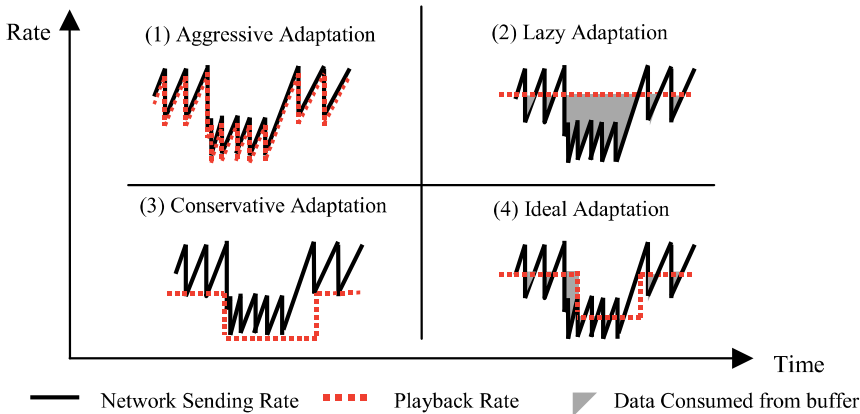 Rate
(1) Aggressive Adaptation
(2) Lazy Adaptation
(3) Conservative Adaptation
(4) Ideal Adaptation
Time
Network Sending Rate
Playback Rate
Data Consumed from buffer